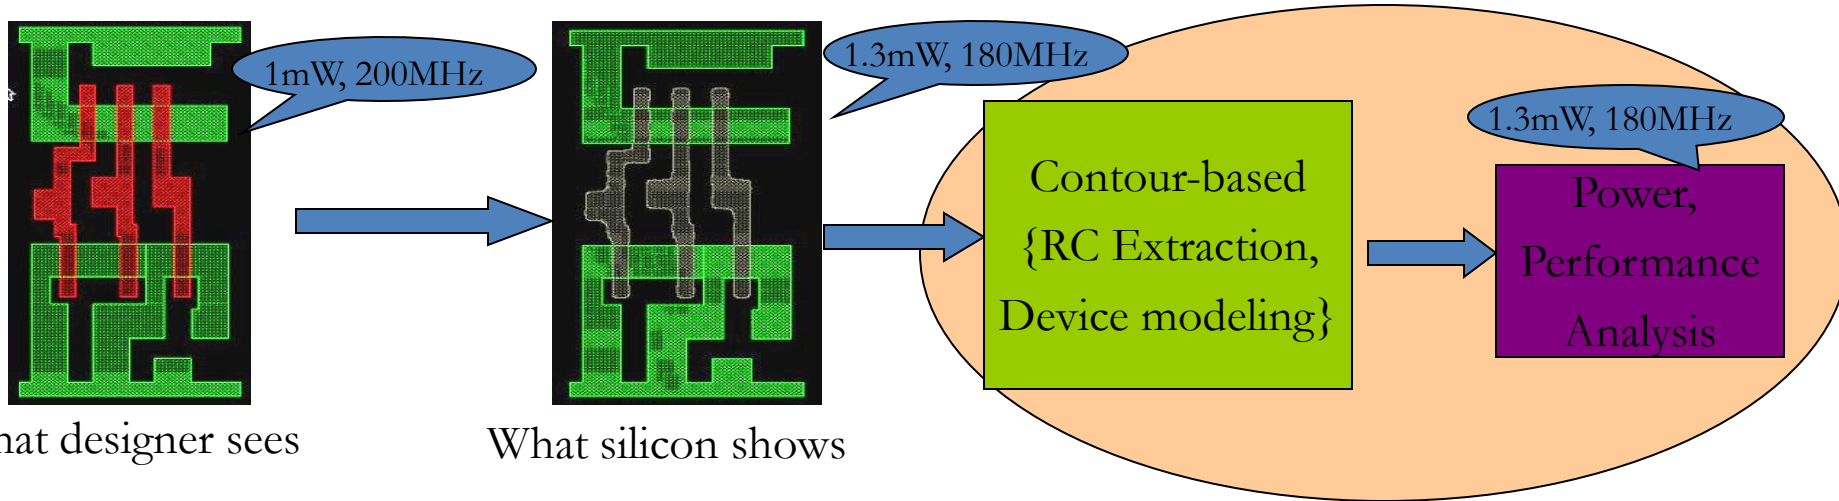 1mW, 200MHz
1.3mW, 180MHz
1.3mW, 180MHz
Contour-based
{RC Extraction,
Device modeling}
Power,
Performance
Analysis
designer sees
What silicon shows